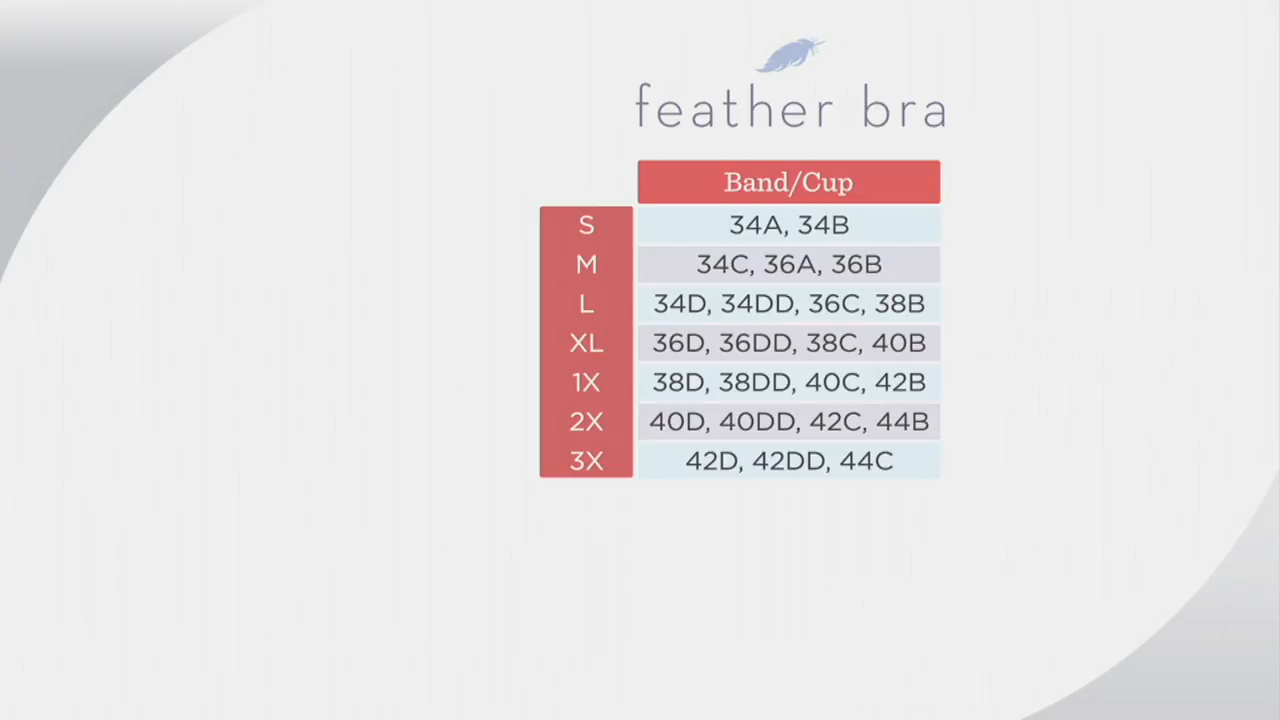 feather bra
Band/Cup
S 34A, 34B
M 34C, 36A, 36B
L 34D, 34DD, 36C, 38B
XL 36D, 36DD, 38C, 40B
1X 38D, 38DD, 40C, 42B
2X 40D, 40DD, 42C, 44B
3X 42D, 42DD, 44C